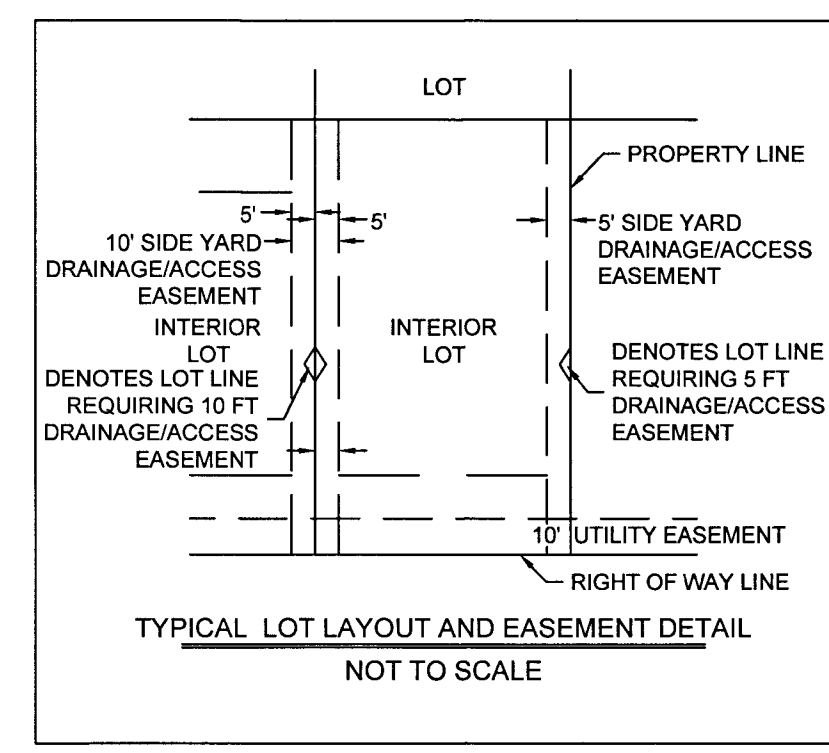 LOT
PROPERTY LINE
5'
5'
10' SIDE YARD
DRAINAGE/ACCESS
EASEMENT
5' SIDE YARD
DRAINAGE/ACCESS
EASEMENT
INTERIOR
LOT
INTERIOR
LOT
DENOTES LOT LINE
REQUIRING 10 FT
DRAINAGE/ACCESS
EASEMENT
DENOTES LOT LINE
REQUIRING 5 FT
DRAINAGE/ACCESS
EASEMENT
10' UTILITY EASEMENT
RIGHT OF WAY LINE
TYPICAL LOT LAYOUT AND EASEMENT DETAIL
NOT TO SCALE